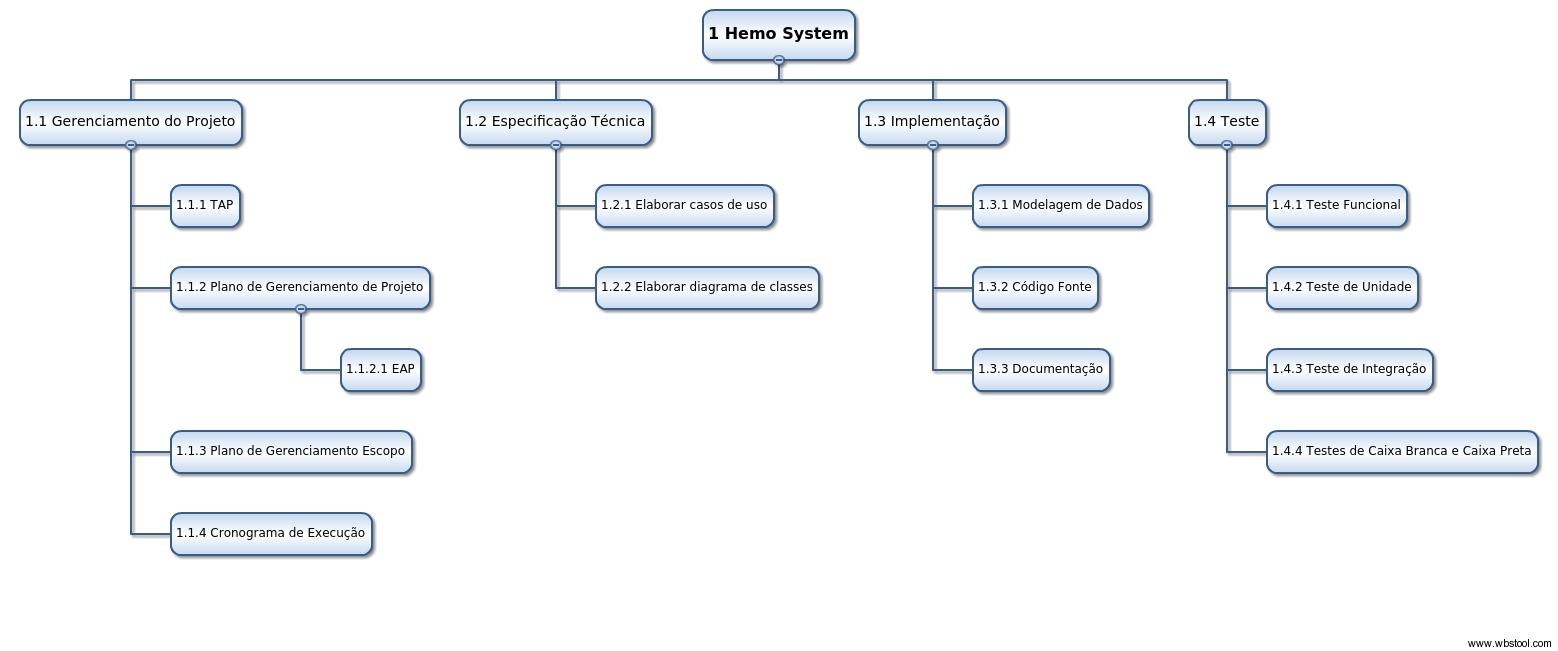 1 Hemo System
1.1 Gerenciamento do Projeto
1.1.1 TAP
1.1.2 Plano de Gerenciamento de Projeto
1.1.2.1 EAP
1.1.3 Plano de Gerenciamento Escopo
1.1.4 Cronograma de Execução
1.2 Especificação Técnica
1.2.1 Elaborar casos de uso
1.2.2 Elaborar diagrama de classes
1.3 Implementação
1.3.1 Modelagem de Dados
1.3.2 Código Fonte
1.3.3 Documentação
1.4 Teste
1.4.1 Teste Funcional
1.4.2 Teste de Unidade
1.4.3 Teste de Integração
1.4.4 Testes de Caixa Branca e Caixa Preta
www.wbstool.com